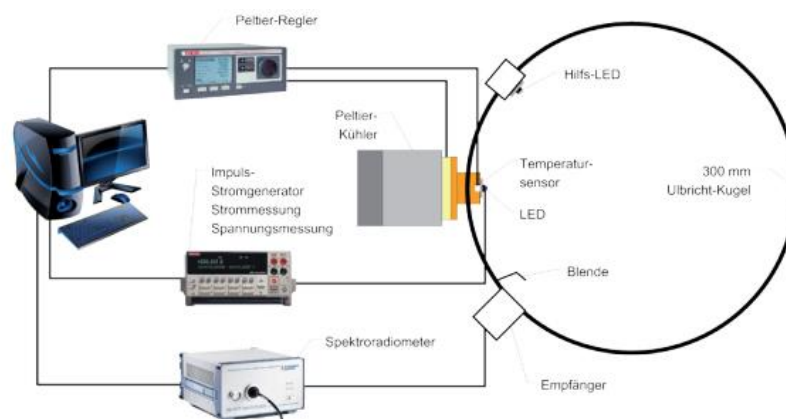 Peltier-Regler
Hilfs-LED
Peltier-
Kühler
Impuls-
Stromgenerator
Strommessung
Spannungsmessung
Temperatur-
sensor
LED
300 mm
Ulbricht-Kugel
Blende
Spektroradiometer
Empfänger